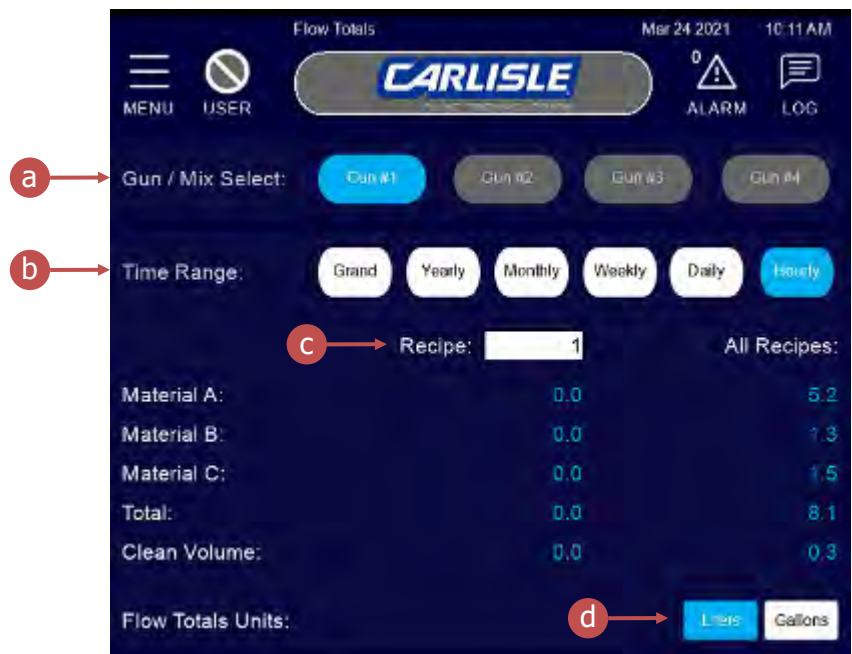 Flow Totals Mar 24 2021 10:11 AM
CARLISLE
0
MENU USER ALARM LOG
a Gun / Mix Select: Gun #1 Gun #2 Gun #3 Gun #4
b Time Range: Grand Yearly Monthly Weekly Daily Hourly
c Recipe: 1 All Recipes:
Material A: 0.0 5.2
Material B: 0.0 1.3
Material C: 0.0 1.5
Total: 0.0 8.1
Clean Volume: 0.0 0.3
Flow Totals Units: d Liters Gallons